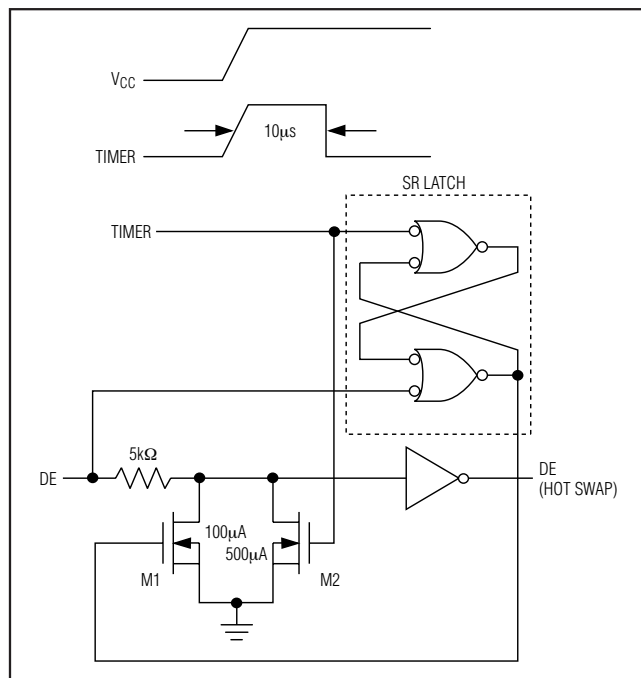 VCC
10μs
TIMER
SR LATCH
TIMER
5kΩ
DE
DE
(HOT SWAP)
100μA
500μA
M1
M2